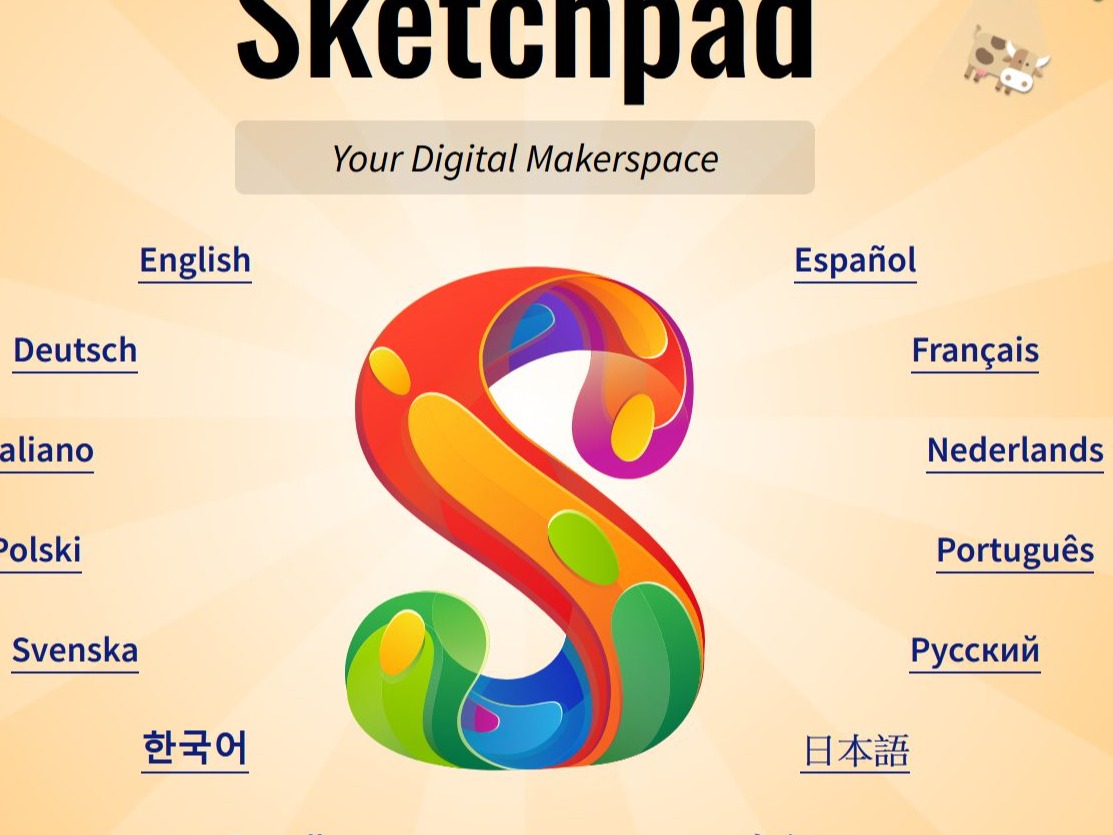 Sketchpad
Your Digital Makerspace
English
Español
Deutsch
Français
aliano
Nederlands
Polski
Português
Svenska
Русский
한국어
日本語